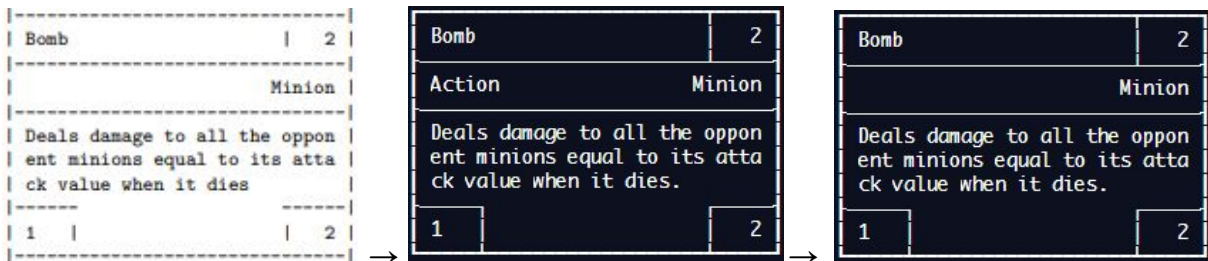 Bomb | 2
Minion
Deals damage to all the oppon
ent minions equal to its atta
ck value when it dies
1 | | 2
→
Bomb 2
Action Minion
Deals damage to all the oppon
ent minions equal to its atta
ck value when it dies.
1 2
→
Bomb 2
Minion
Deals damage to all the oppon
ent minions equal to its atta
ck value when it dies.
1 2